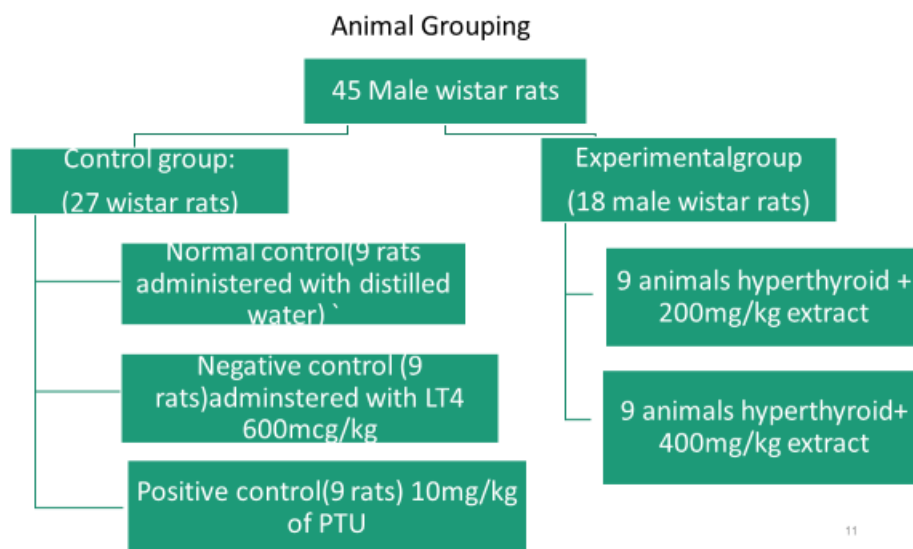 Animal Grouping
45 Male wistar rats
Control group:
(27 wistar rats)
Normal control(9 rats
administered with distilled
water) `
Negative control (9
rats)adminstered with LT4
600mcg/kg
Positive control(9 rats) 10mg/kg
of PTU
Experimentalgroup
(18 male wistar rats)
9 animals hyperthyroid +
200mg/kg extract
9 animals hyperthyroid+
400mg/kg extract
11